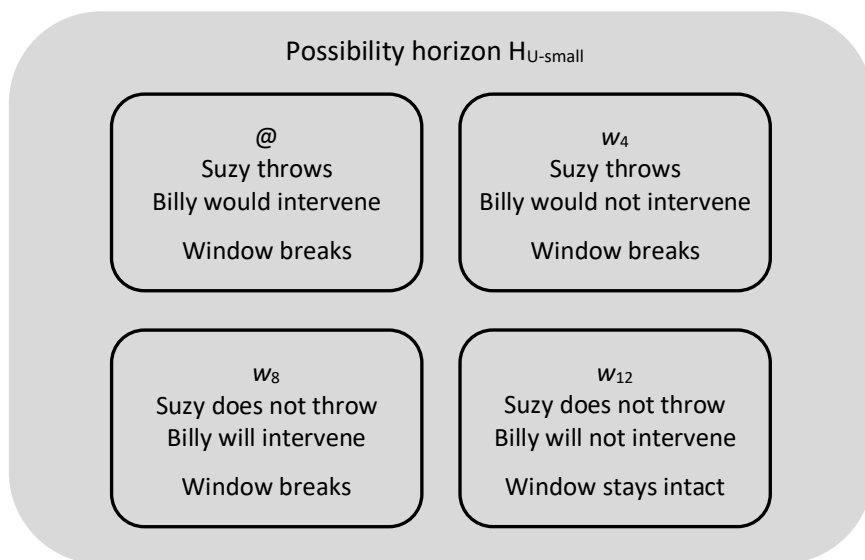 Possibility horizon H_U-small
@
Suzy throws
Billy would intervene
Window breaks
w₄
Suzy throws
Billy would not intervene
Window breaks
w₈
Suzy does not throw
Billy will intervene
Window breaks
w₁₂
Suzy does not throw
Billy will not intervene
Window stays intact